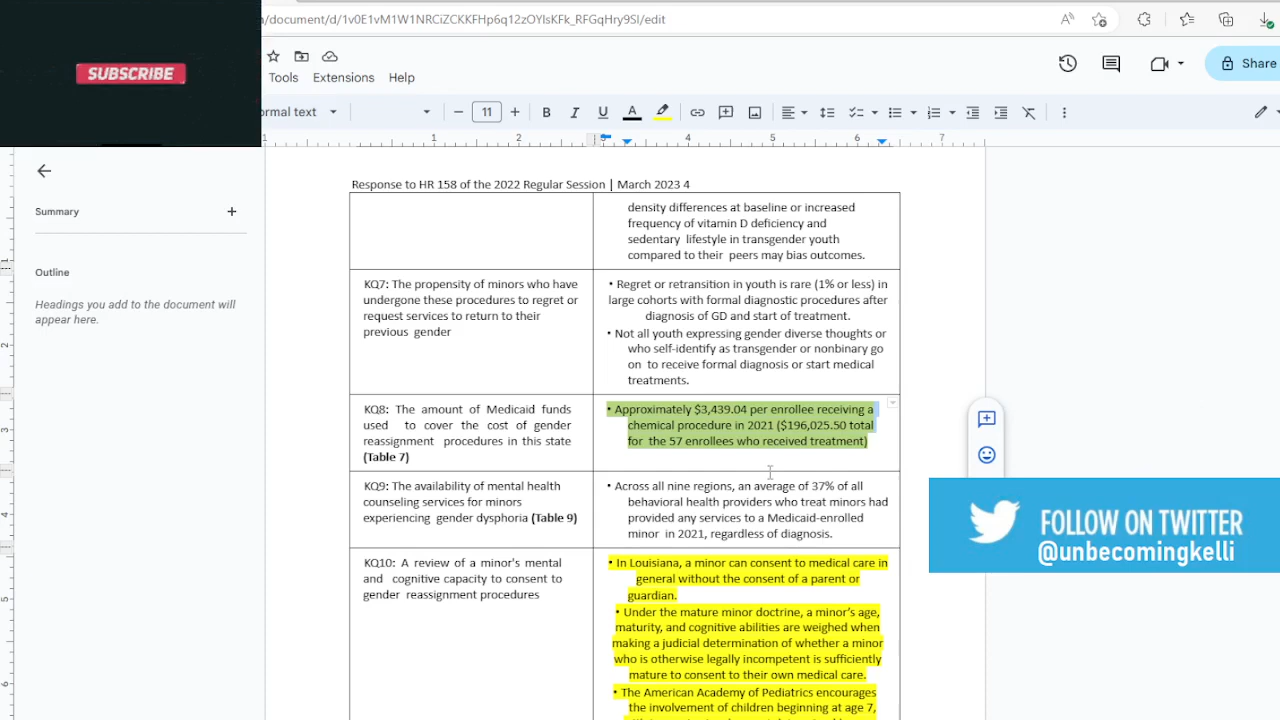 SUBSCRIBE
/document/d/1v0E1vM1W1NRCiZCKKFHp6q12zOYlsKFk_RFGqHry9SI/edit
Tools Extensions Help
Share
ormal text
11
1 1 2 3 4 5 6 7
Summary
Outline
Headings you add to the document will
appear here.
Response to HR 158 of the 2022 Regular Session | March 2023 4
density differences at baseline or increased
frequency of vitamin D deficiency and
sedentary lifestyle in transgender youth
compared to their peers may bias outcomes.
KQ7: The propensity of minors who have
undergone these procedures to regret or
request services to return to their
previous gender
• Regret or retransition in youth is rare (1% or less) in
large cohorts with formal diagnostic procedures after
diagnosis of GD and start of treatment.
• Not all youth expressing gender diverse thoughts or
who self-identify as transgender or nonbinary go
on to receive formal diagnosis or start medical
treatments.
KQ8: The amount of Medicaid funds
used to cover the cost of gender
reassignment procedures in this state
(Table 7)
• Approximately $3,439.04 per enrollee receiving a
chemical procedure in 2021 ($196,025.50 total
for the 57 enrollees who received treatment)
KQ9: The availability of mental health
counseling services for minors
experiencing gender dysphoria (Table 9)
• Across all nine regions, an average of 37% of all
behavioral health providers who treat minors had
provided any services to a Medicaid-enrolled
minor in 2021, regardless of diagnosis.
KQ10: A review of a minor's mental
and cognitive capacity to consent to
gender reassignment procedures
• In Louisiana, a minor can consent to medical care in
general without the consent of a parent or
guardian.
• Under the mature minor doctrine, a minor's age,
maturity, and cognitive abilities are weighed when
making a judicial determination of whether a minor
who is otherwise legally incompetent is sufficiently
mature to consent to their own medical care.
• The American Academy of Pediatrics encourages
the involvement of children beginning at age 7,
FOLLOW ON TWITTER
@unbecomingkelli
2
3
4
5
6